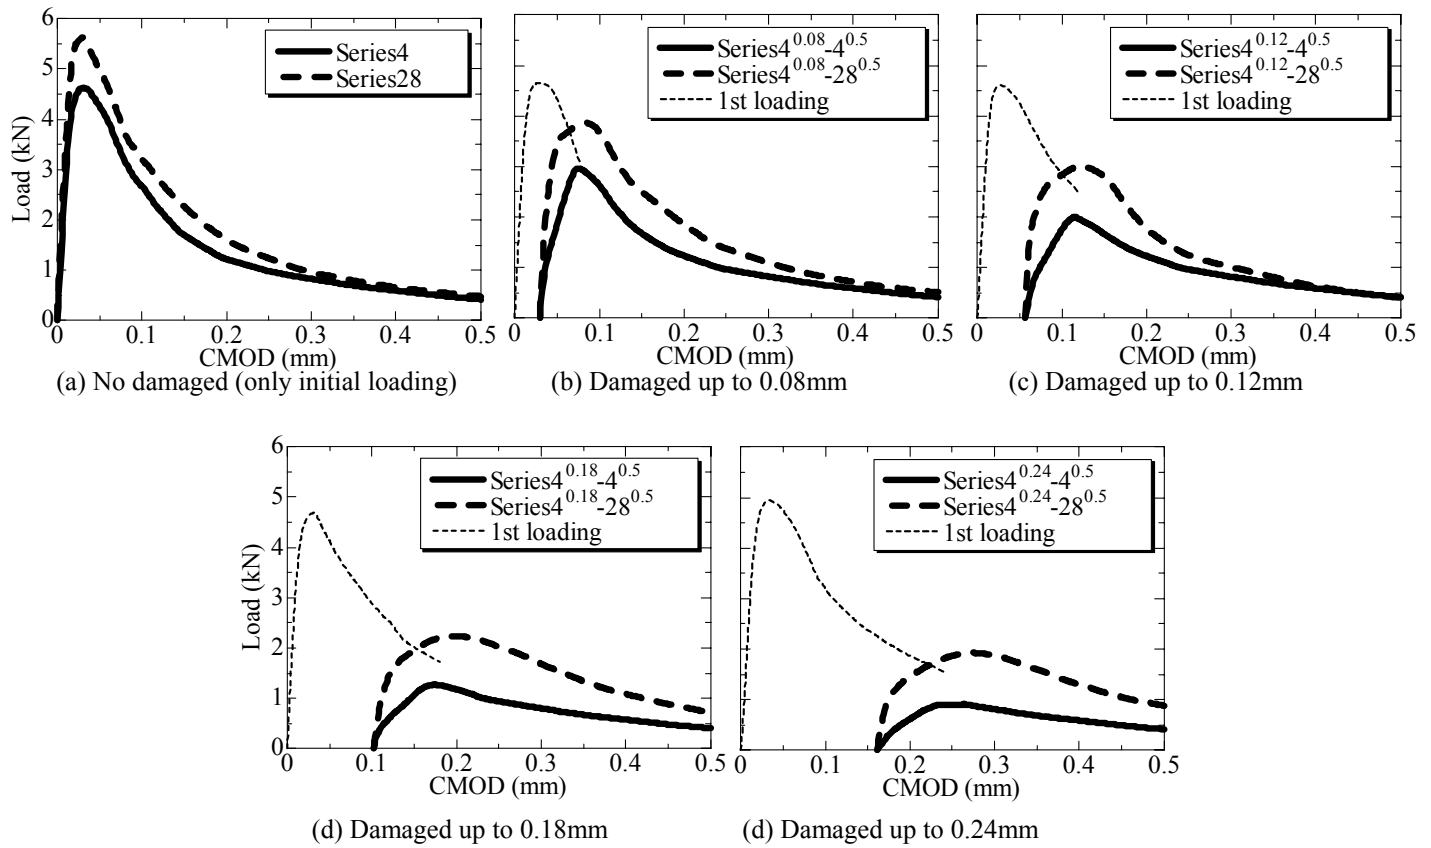 6
5
4
3
2
1
0
Load (kN)
Series4
Series28
0 0.1 0.2 0.3 0.4 0.5
CMOD (mm)
(a) No damaged (only initial loading)
Series4^0.08-4^0.5
Series4^0.08-28^0.5
1st loading
0 0.1 0.2 0.3 0.4 0.5
CMOD (mm)
(b) Damaged up to 0.08mm
Series4^0.12-4^0.5
Series4^0.12-28^0.5
1st loading
0 0.1 0.2 0.3 0.4 0.5
CMOD (mm)
(c) Damaged up to 0.12mm
6
5
4
3
2
1
0
Load (kN)
Series4^0.18-4^0.5
Series4^0.18-28^0.5
1st loading
0 0.1 0.2 0.3 0.4 0.5
CMOD (mm)
(d) Damaged up to 0.18mm
Series4^0.24-4^0.5
Series4^0.24-28^0.5
1st loading
0 0.1 0.2 0.3 0.4 0.5
CMOD (mm)
(d) Damaged up to 0.24mm